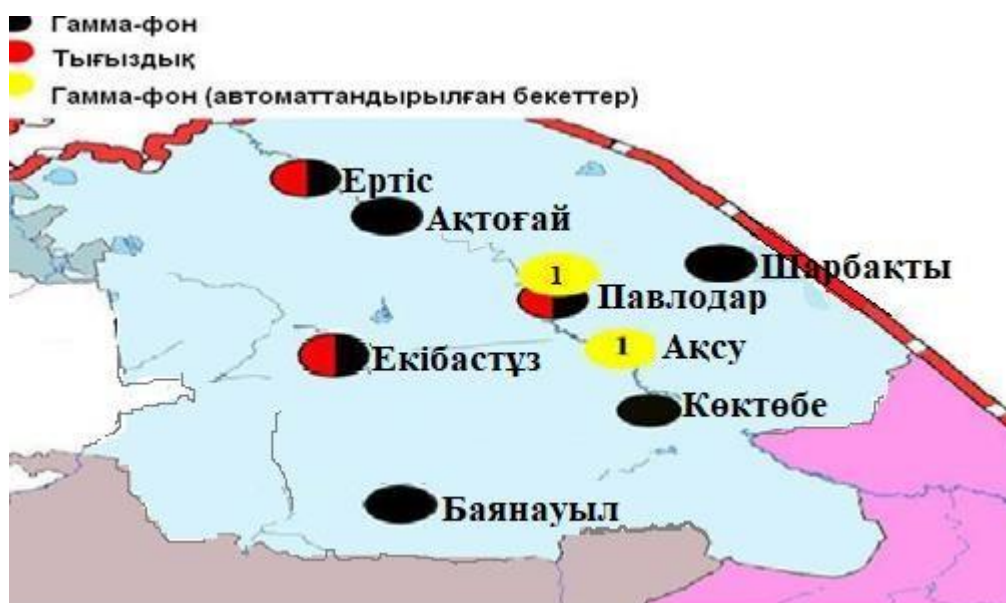 Гамма-фон
Тығыздық
Гамма-фон (автоматтандырылған бекеттер)
Ертіс
Ақтоғай
Шарбақты
1
Павлодар
1
Ақсу
Екібастұз
Көктөбе
Баянауыл